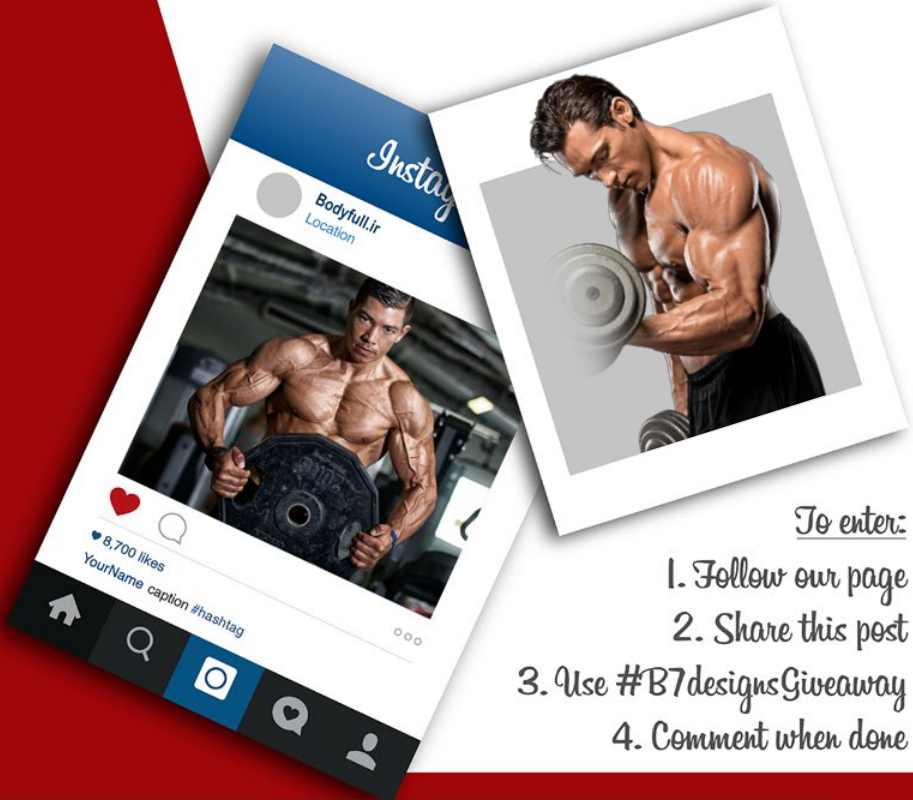 Instag
Bodyfull.ir
Location
8,700 likes
YourName caption #hashtag
To enter:
1. Follow our page
2. Share this post
3. Use #B7designsGiveaway
4. Comment when done